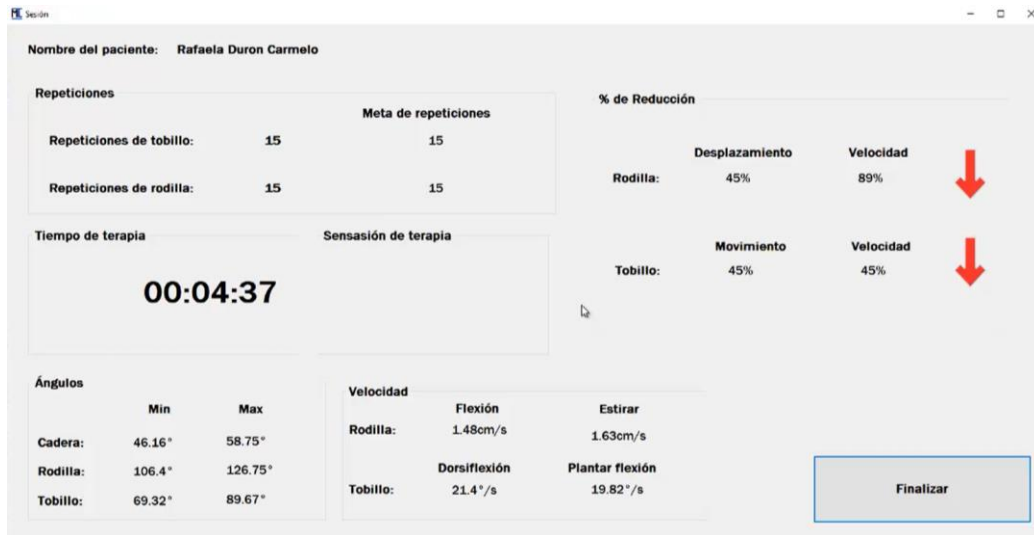 Sesión
Nombre del paciente: Rafaela Duron Carmelo
Repeticiones
Meta de repeticiones
Repeticiones de tobillo: 15 15
Repeticiones de rodilla: 15 15
% de Reducción
Desplazamiento Velocidad
Rodilla: 45% 89%
Movimiento Velocidad
Tobillo: 45% 45%
Tiempo de terapia
00:04:37
Sensasión de terapia
Ángulos
Min Max
Cadera: 46.16° 58.75°
Rodilla: 106.4° 126.75°
Tobillo: 69.32° 89.67°
Velocidad
Flexión Estirar
Rodilla: 1.48cm/s 1.63cm/s
Dorsiflexión Plantar flexión
Tobillo: 21.4°/s 19.82°/s
Finalizar